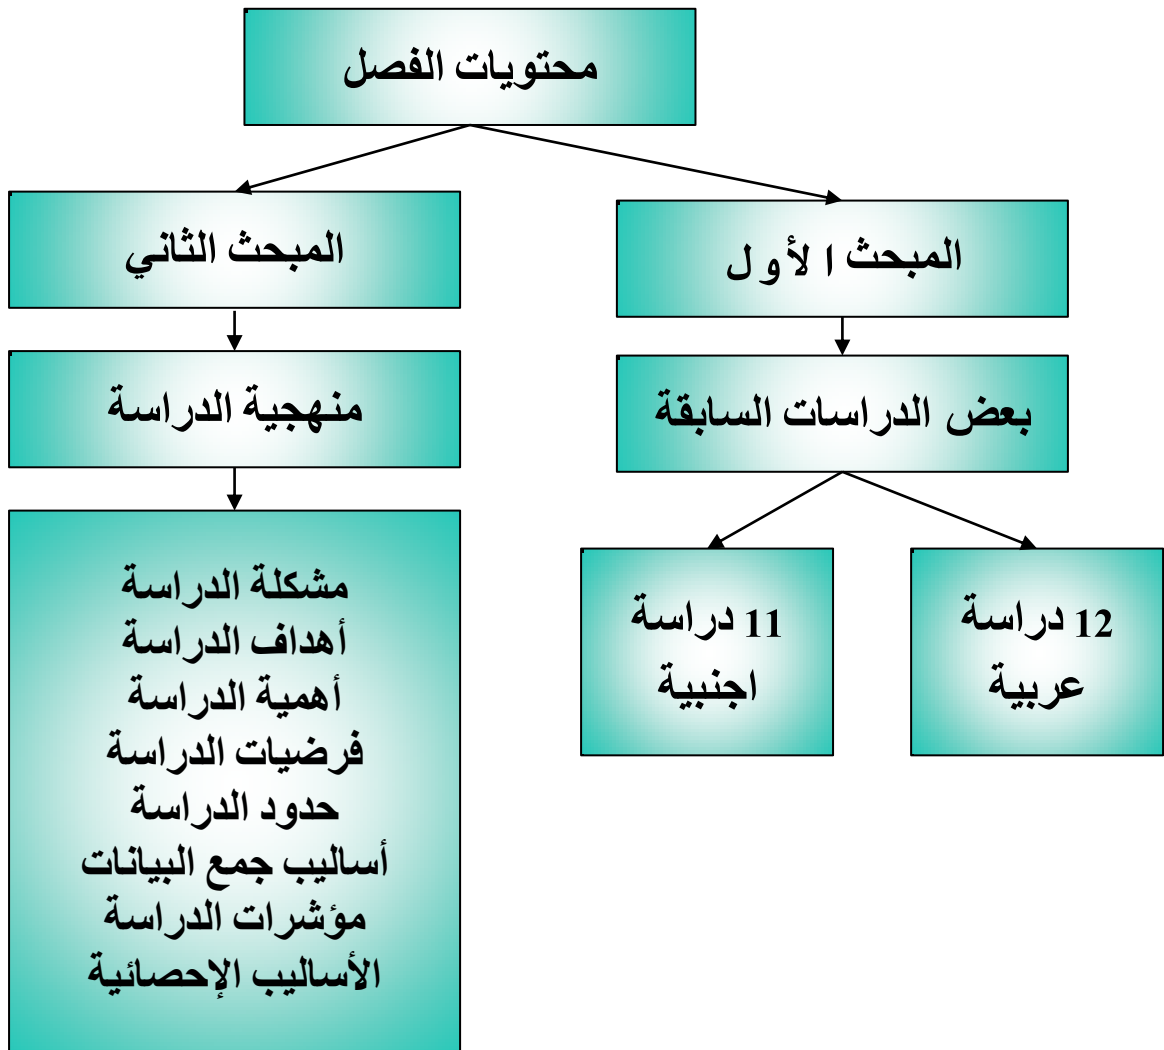 محتويات الفصل
المبحث الأول
بعض الدراسات السابقة
12 دراسة
عربية
11 دراسة
اجنبية
المبحث الثاني
منهجية الدراسة
مشكلة الدراسة
أهداف الدراسة
أهمية الدراسة
فرضيات الدراسة
حدود الدراسة
أساليب جمع البيانات
مؤشرات الدراسة
الأساليب الإحصائية